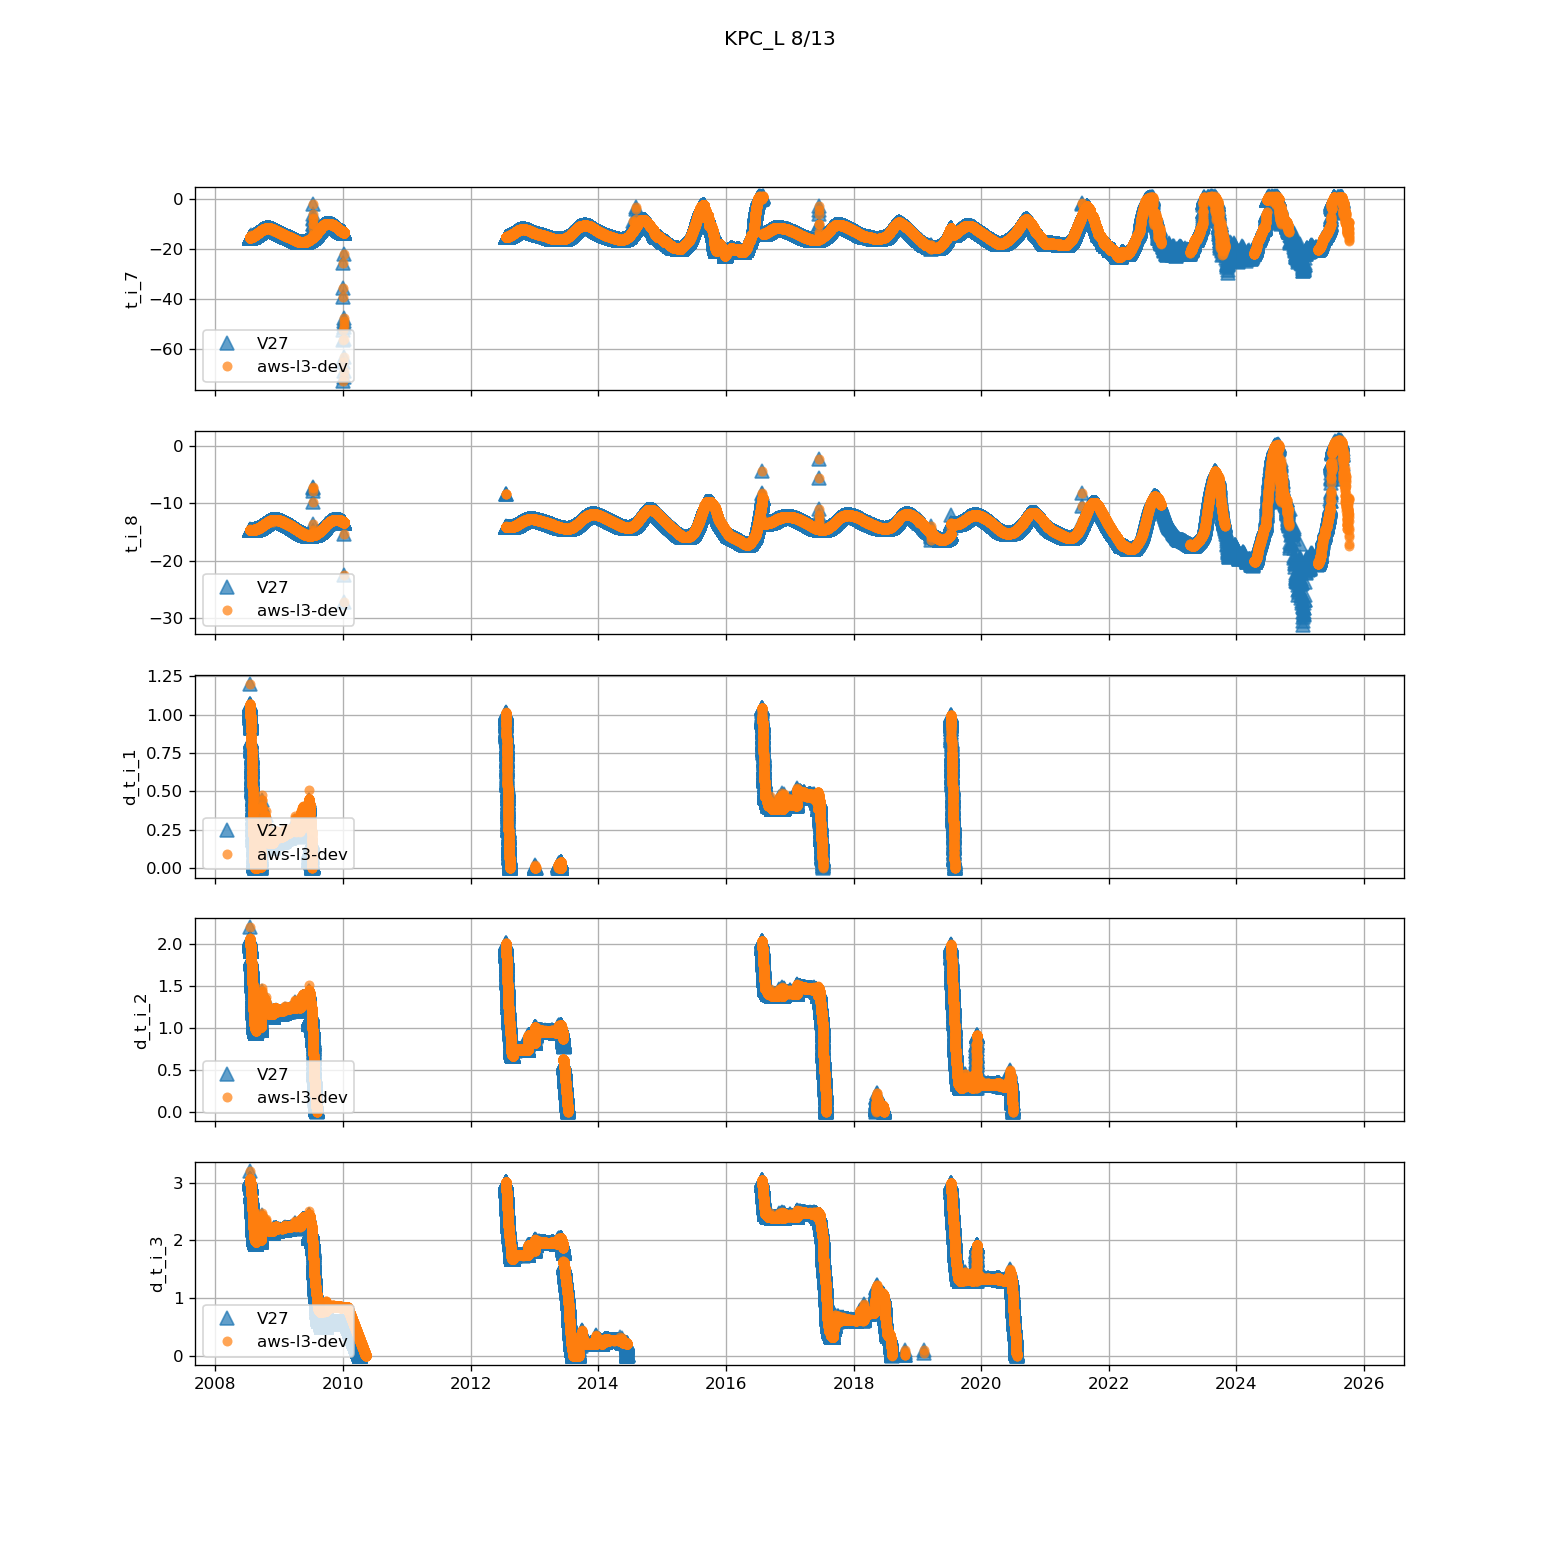 KPC_L 8/13
0
−20
−40
−60
t_i_7
V27
aws-l3-dev
0
−10
−20
−30
t_i_8
V27
aws-l3-dev
1.25
1.00
0.75
0.50
0.25
0.00
d_t_i_1
V27
aws-l3-dev
2.0
1.5
1.0
0.5
0.0
d_t_i_2
V27
aws-l3-dev
3
2
1
0
d_t_i_3
V27
aws-l3-dev
2008 2010 2012 2014 2016 2018 2020 2022 2024 2026